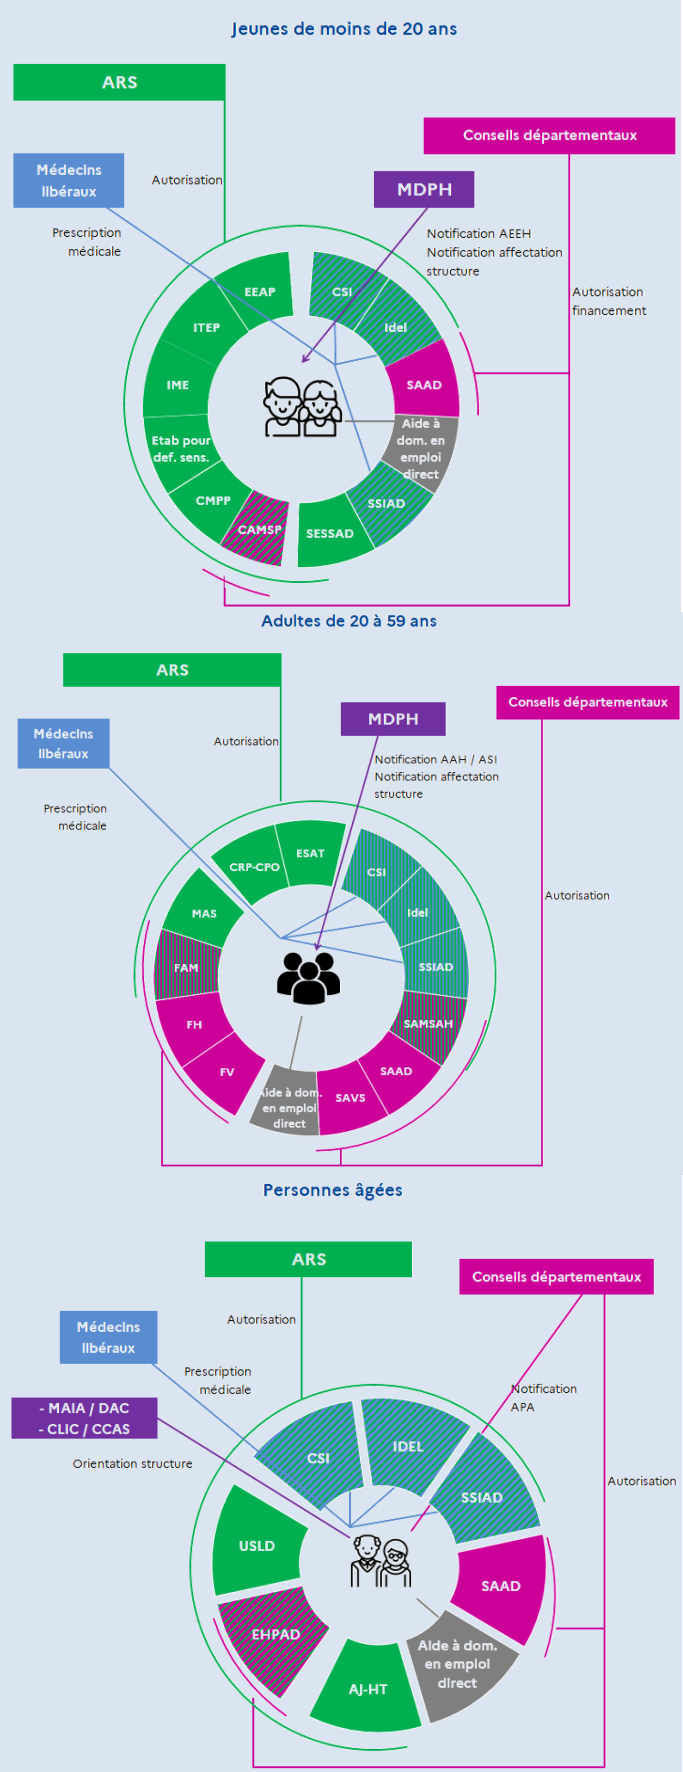 Jeunes de moins de 20 ans
ARS
Conseils départementaux
Médecins
libéraux
MDPH
Autorisation
Prescription
médicale
Notification AEEH
Notification affectation
structure
Autorisation
financement
EEAP
CSI
ITEP
Idel
IME
SAAD
Etab pour
def. sens.
Aide à
dom. en
emploi
direct
CMPP
SSIAD
CAMSP
SESSAD
Adultes de 20 à 59 ans
ARS
Conseils départementaux
MDPH
Médecins
libéraux
Autorisation
Notification AAH / ASI
Notification affectation
structure
Prescription
médicale
Autorisation
CRP-CPO
ESAT
CSI
MAS
Idel
FAM
SSIAD
FH
SAMSAH
FV
SAAD
Aide à dom.
en emploi
direct
SAVS
Personnes âgées
ARS
Conseils départementaux
Médecins
libéraux
Autorisation
Prescription
médicale
- MAIA / DAC
- CLIC / CCAS
Notification
APA
Orientation structure
Autorisation
CSI
IDEL
SSIAD
USLD
SAAD
EHPAD
Aide à dom.
en emploi
direct
AJ-HT